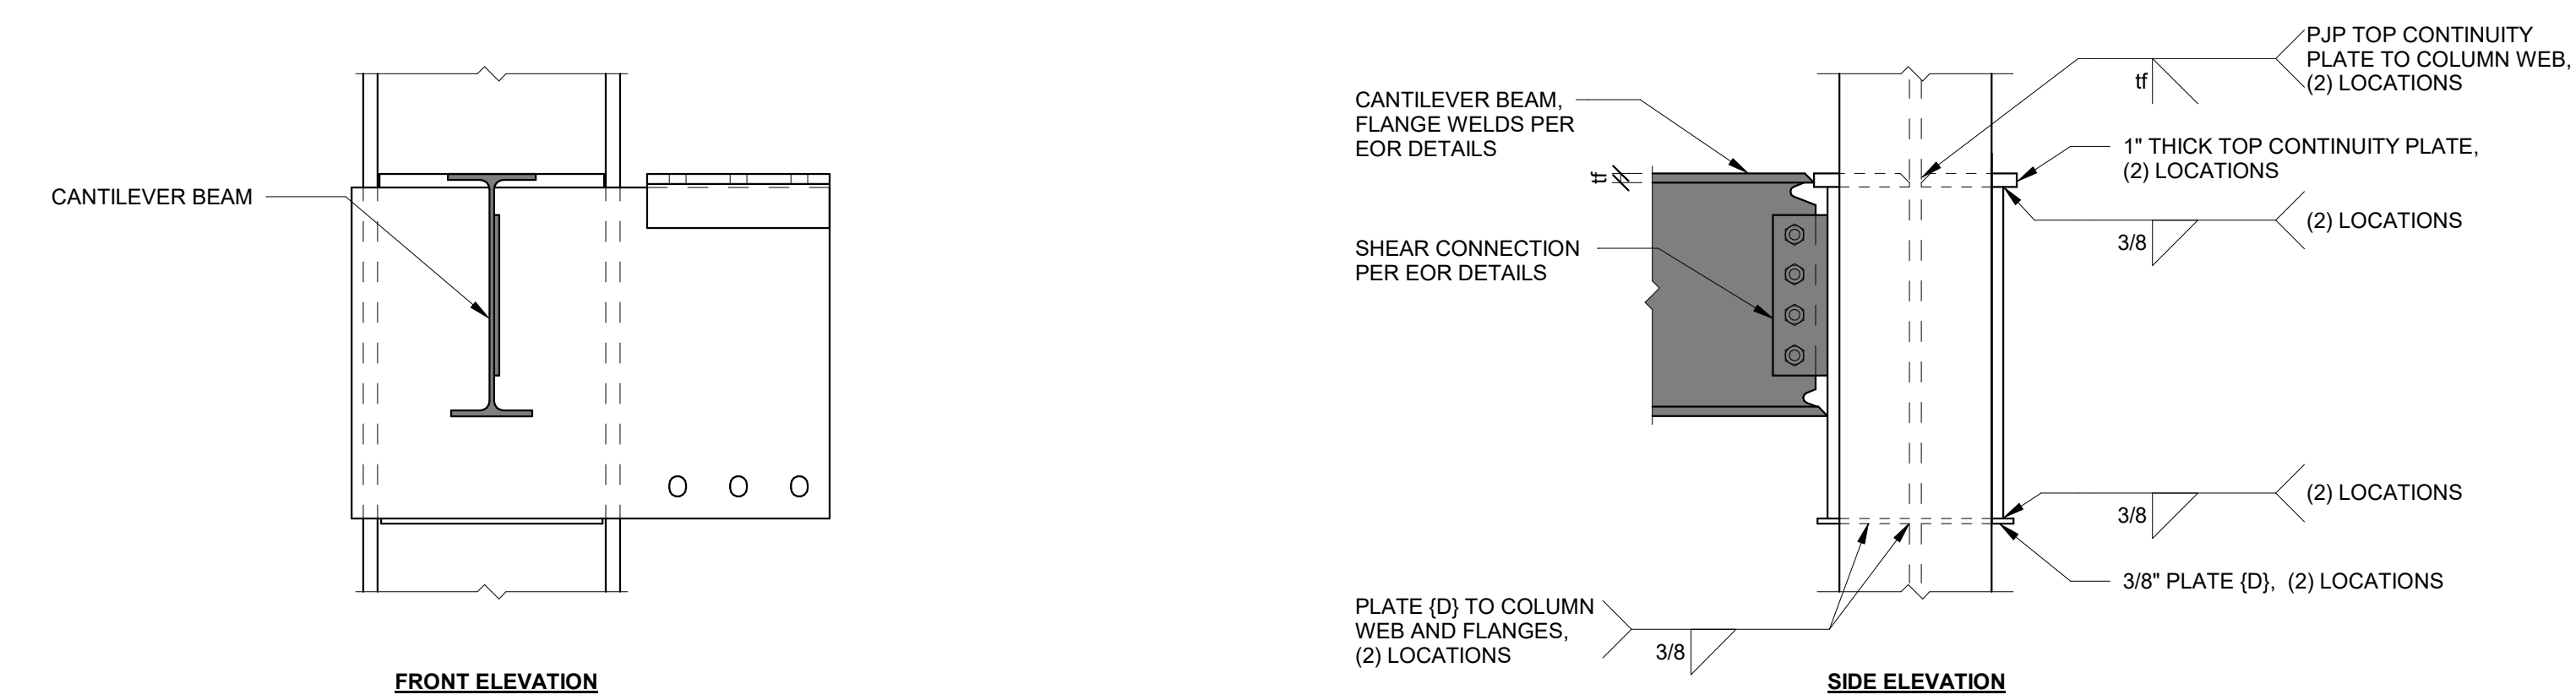 CANTILEVER BEAM
FRONT ELEVATION
CANTILEVER BEAM,
FLANGE WELDS PER
EOR DETAILS
tf
SHEAR CONNECTION
PER EOR DETAILS
PLATE {D} TO COLUMN
WEB AND FLANGES,
(2) LOCATIONS
3/8
PJP TOP CONTINUITY
PLATE TO COLUMN WEB,
(2) LOCATIONS
tf
1" THICK TOP CONTINUITY PLATE,
(2) LOCATIONS
(2) LOCATIONS
3/8
(2) LOCATIONS
3/8
3/8" PLATE {D}, (2) LOCATIONS
SIDE ELEVATION